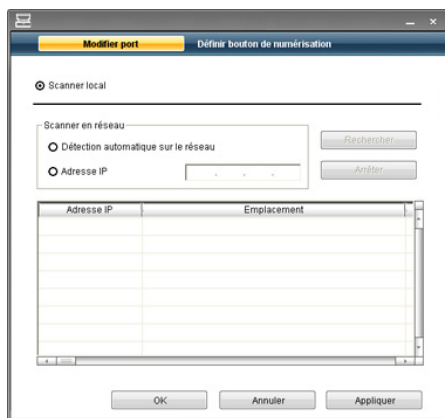 Modifier port Définir bouton de numérisation
Scanner local
Scanner en réseau
Détection automatique sur le réseau
Adresse IP
Rechercher
Arrêter
Adresse IP Emplacement
OK Annuler Appliquer